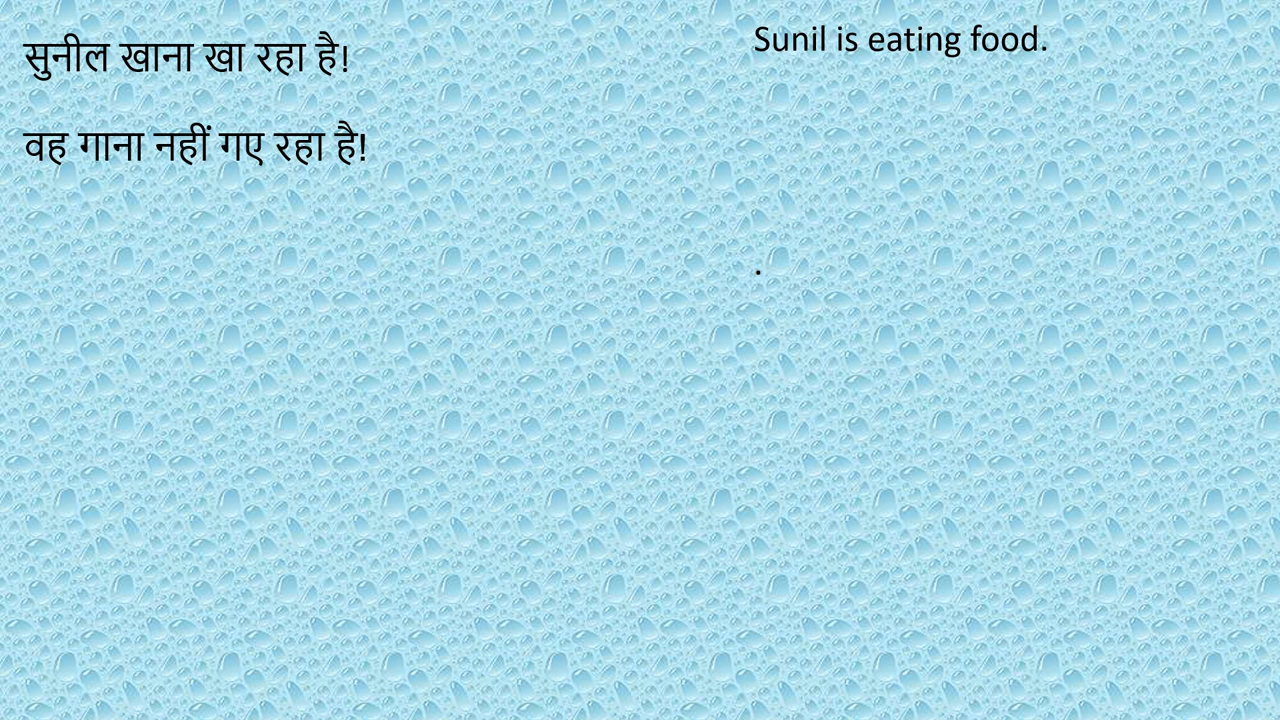 सुनील खाना खा रहा है!
Sunil is eating food.
वह गाना नहीं गए रहा है!
.